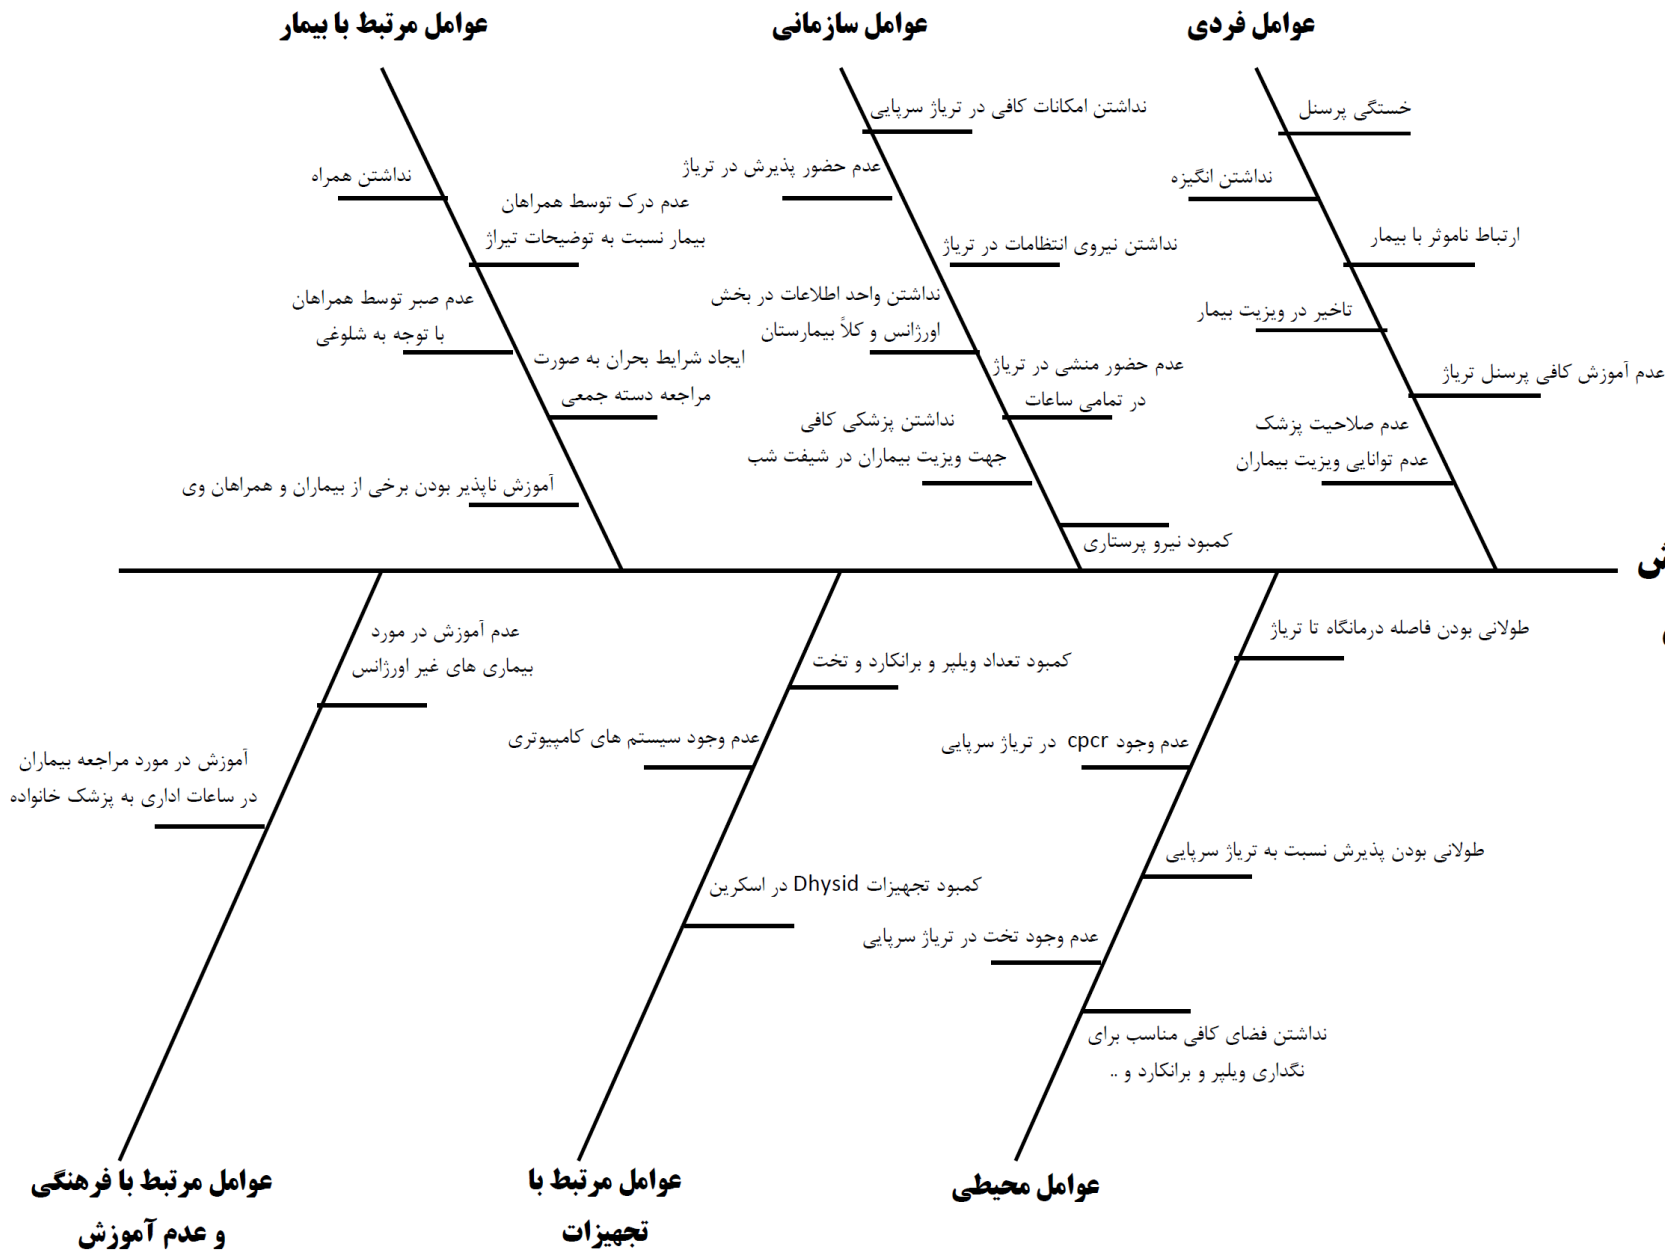 عوامل فردی
عوامل سازمانی
عوامل مرتبط با بیمار
خستگی پرسنل
نداشتن انگیزه
ارتباط ناموثر با بیمار
تاخیر در ویزیت بیمار
عدم آموزش کافی پرسنل تریاژ
عدم صلاحیت پزشک
عدم توانایی ویزیت بیماران
نداشتن امکانات کافی در تریاژ سرپایی
عدم حضور پذیرش در تریاژ
نداشتن نیروی انتظامات در تریاژ
نداشتن واحد اطلاعات در بخش
اورژانس و کلاً بیمارستان
عدم حضور منشی در تریاژ
در تمامی ساعات
نداشتن پزشکی کافی
جهت ویزیت بیماران در شیفت شب
کمبود نیرو پرستاری
نداشتن همراه
عدم درک توسط همراهان
بیمار نسبت به توضیحات تیراژ
عدم صبر توسط همراهان
با توجه به شلوغی
ایجاد شرایط بحران به صورت
مراجعه دسته جمعی
آموزش ناپذیر بودن برخی از بیماران و همراهان وی
طولانی بودن فاصله درمانگاه تا تریاژ
عدم وجود cpcr در تریاژ سرپایی
طولانی بودن پذیرش نسبت به تریاژ سرپایی
عدم وجود تخت در تریاژ سرپایی
نداشتن فضای کافی مناسب برای
نگداری ویلپر و برانکارد و ..
کمبود تعداد ویلپر و برانکارد و تخت
عدم وجود سیستم های کامپیوتری
کمبود تجهیزات Dhysid در اسکرین
عدم آموزش در مورد
بیماری های غیر اورژانس
آموزش در مورد مراجعه بیماران
در ساعات اداری به پزشک خانواده
عوامل محیطی
عوامل مرتبط با
تجهیزات
عوامل مرتبط با فرهنگی
و عدم آموزش